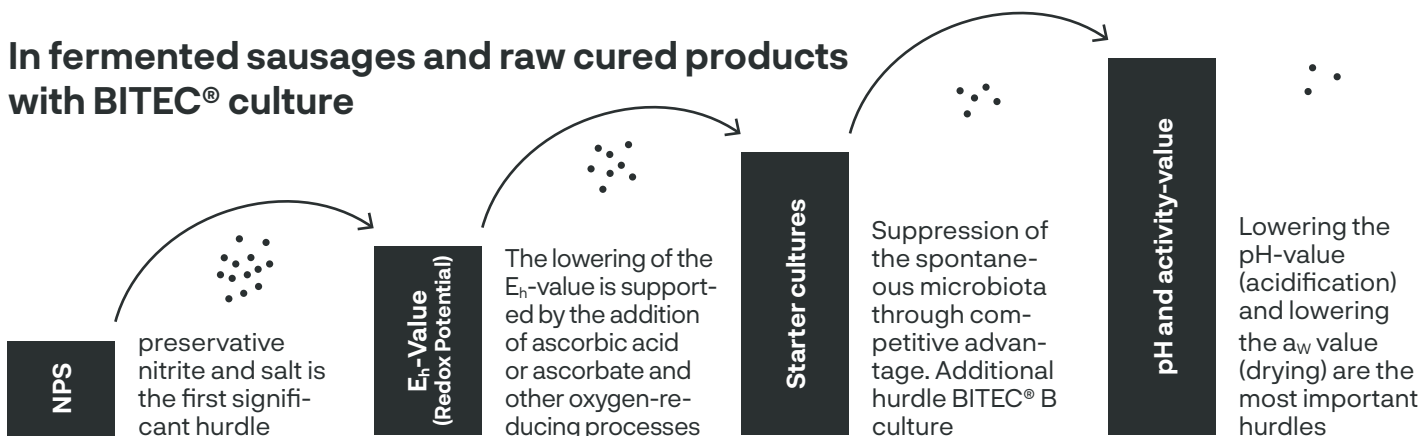 In fermented sausages and raw cured products
with BITEC® culture
NPS
preservative
nitrite and salt is
the first signifi-
cant hurdle
Eh-Value
(Redox Potential)
The lowering of the
Eh-value is support-
ed by the addition
of ascorbic acid
or ascorbate and
other oxygen-re-
ducing processes
Starter cultures
Suppression of
the spontane-
ous microbiota
through com-
petitive advan-
tage. Additional
hurdle BITEC® B
culture
pH and activity-value
Lowering the
pH-value
(acidification)
and lowering
the aW value
(drying) are the
most important
hurdles